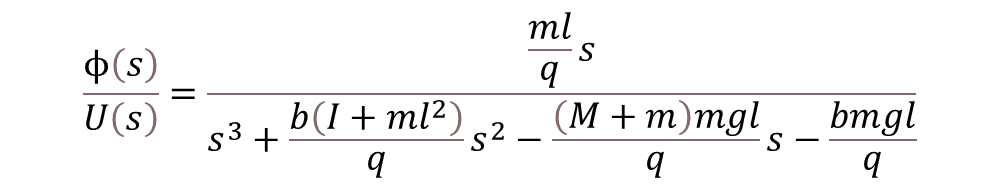 ϕ(s)/U(s) = (ml/q s)/(s³ + b(I + ml²)/q s² − (M + m)mgl/q s − bmgl/q)